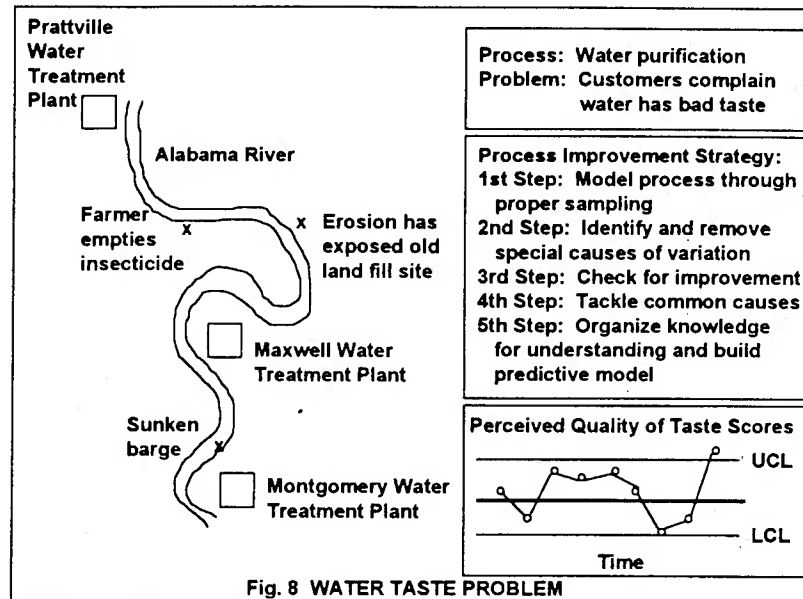 Prattville
Water
Treatment
Plant
Alabama River
Farmer
empties
insecticide
x
x
Erosion has
exposed old
land fill site
Maxwell Water
Treatment Plant
Sunken
barge
x
Montgomery Water
Treatment Plant
Process: Water purification
Problem: Customers complain
water has bad taste
Process Improvement Strategy:
1st Step: Model process through
proper sampling
2nd Step: Identify and remove
special causes of variation
3rd Step: Check for improvement
4th Step: Tackle common causes
5th Step: Organize knowledge
for understanding and build
predictive model
Perceived Quality of Taste Scores
UCL
LCL
Time
Fig. 8 WATER TASTE PROBLEM